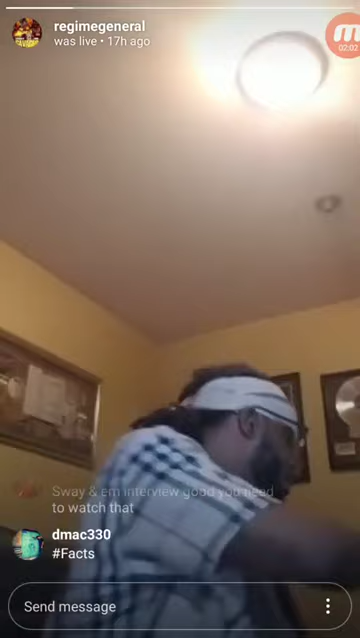 regimegeneral
was live • 17h ago
02:02
Sway & em interview good you need
to watch that
dmac330
#Facts
Send message